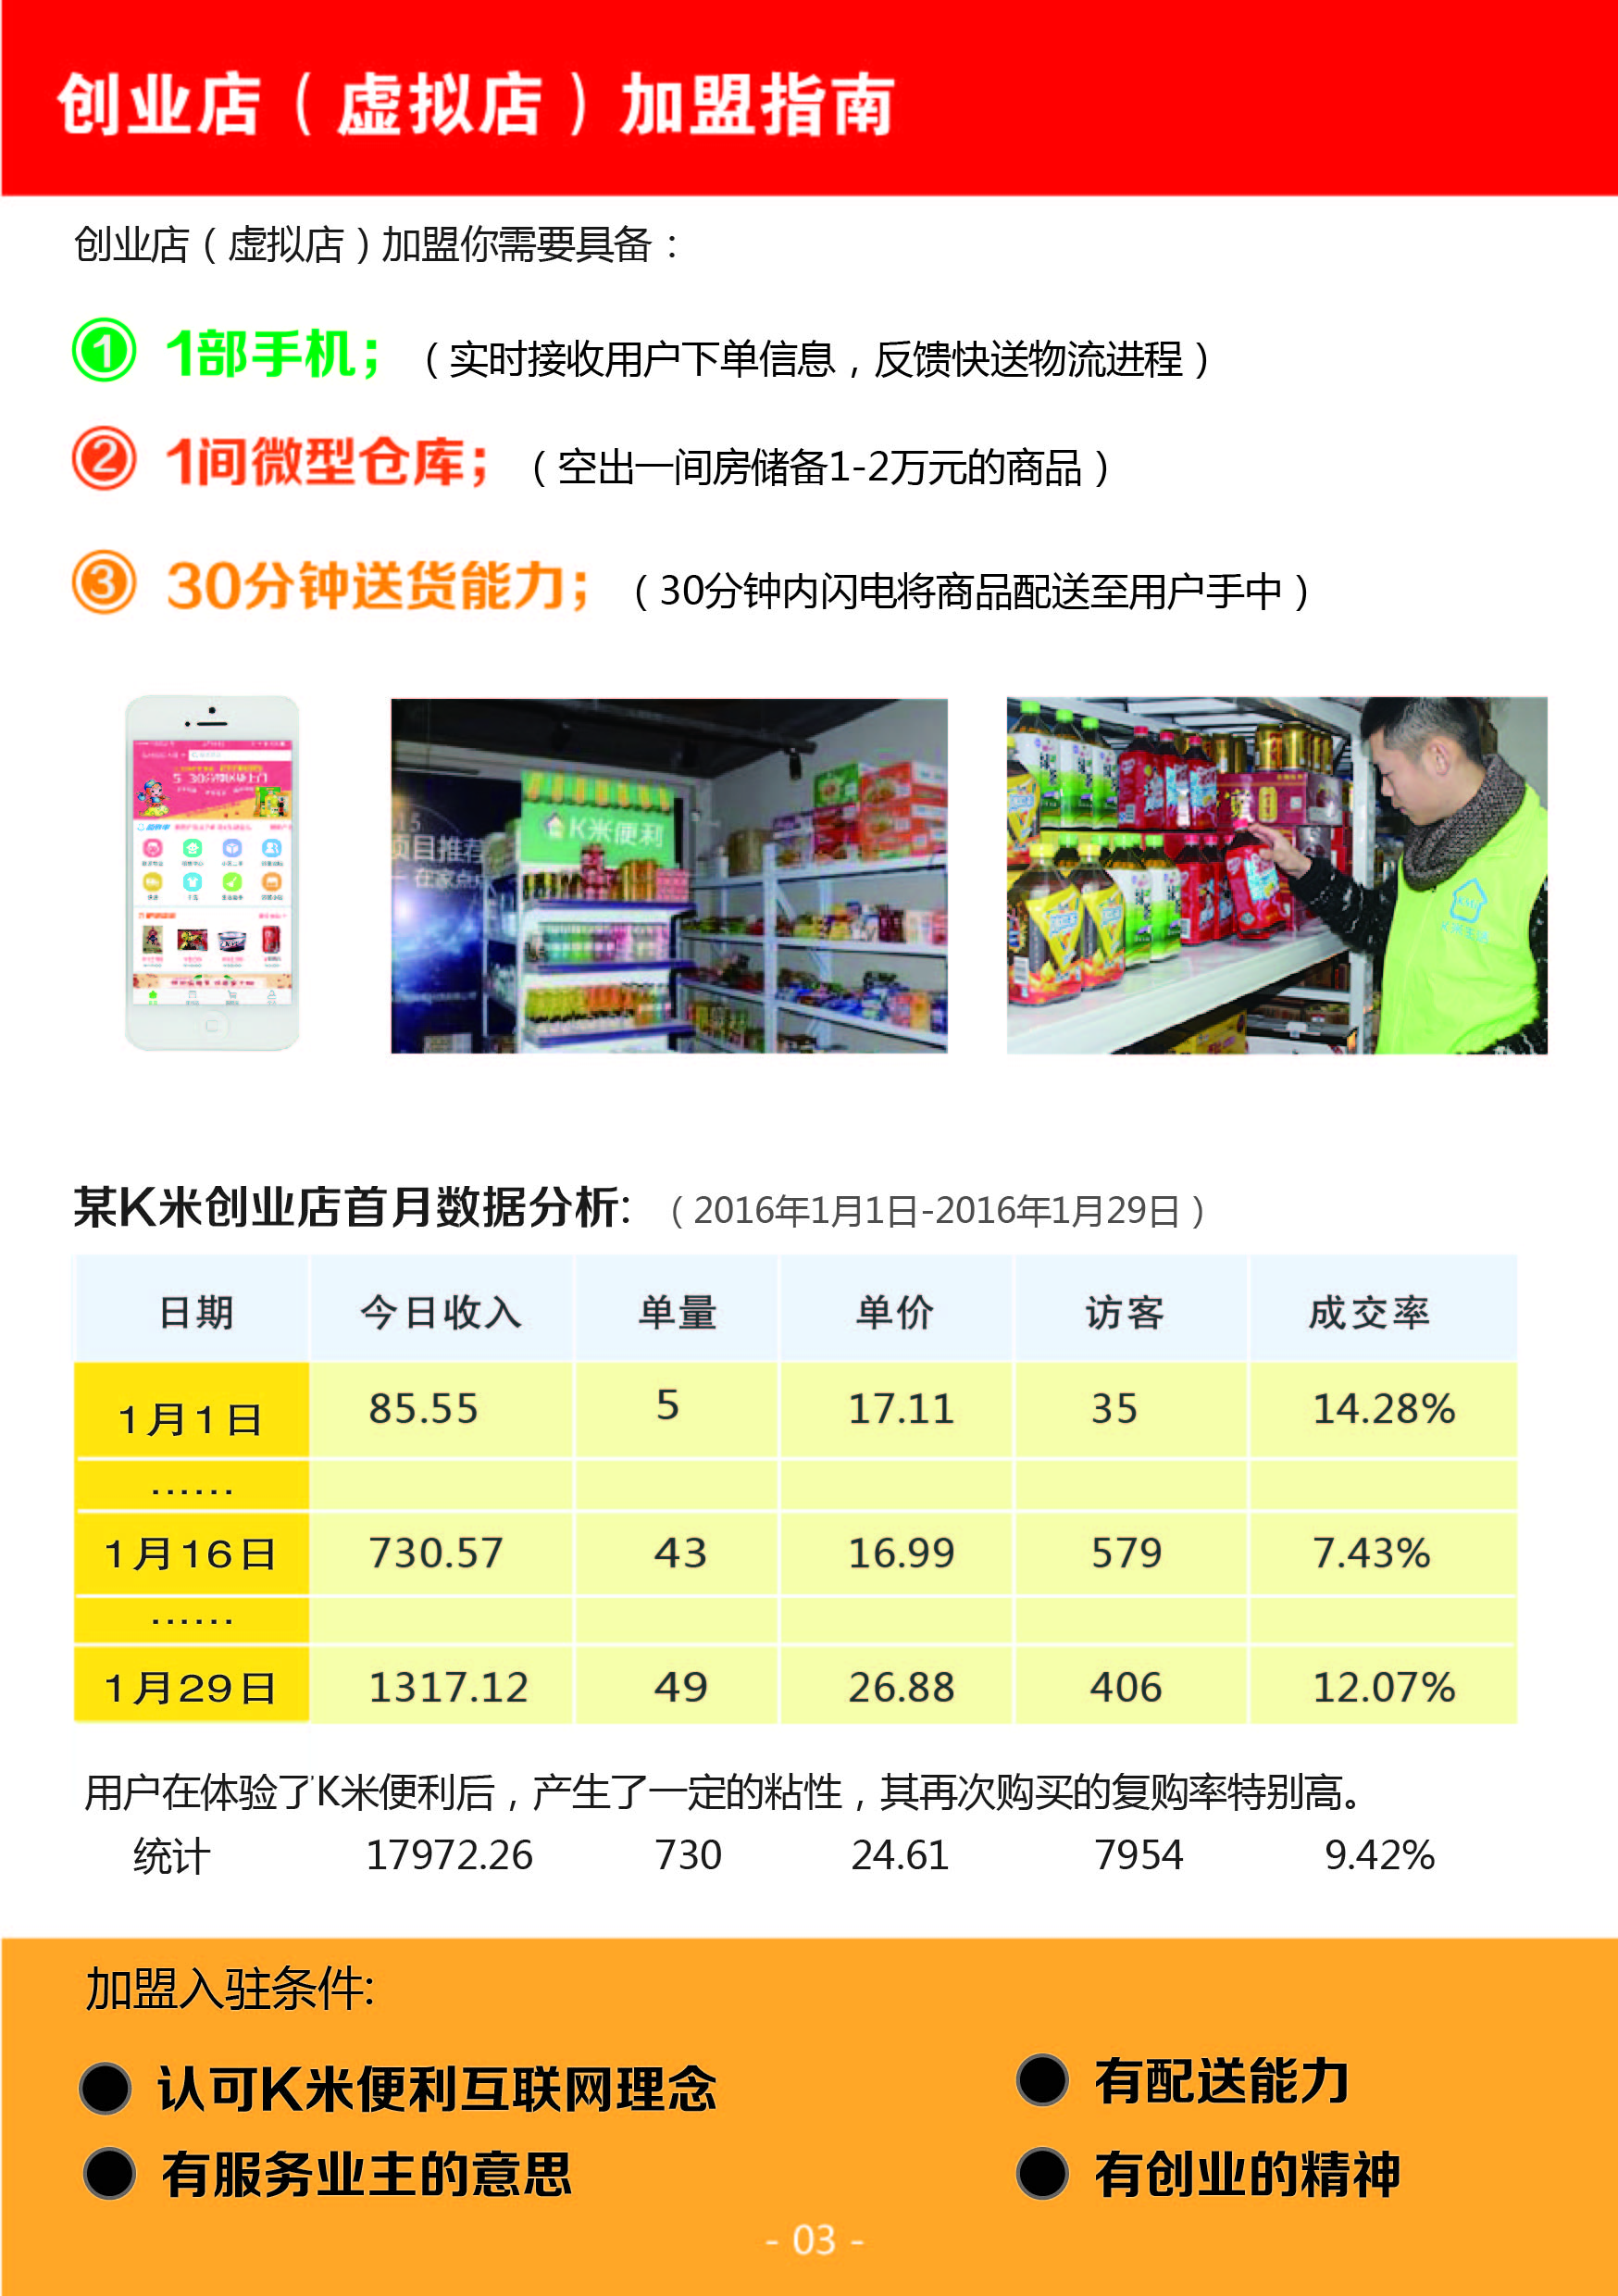 创业店（虚拟店）加盟指南
创业店（虚拟店）加盟你需要具备：
① 1部手机；（实时接收用户下单信息，反馈快送物流进程）
② 1间微型仓库；（空出一间房储备1-2万元的商品）
③ 30分钟送货能力；（30分钟内闪电将商品配送至用户手中）
K米便利
项目推荐
在家点
K米生活
某K米创业店首月数据分析:（2016年1月1日-2016年1月29日）
日期 今日收入 单量 单价 访客 成交率
1月1日 85.55 5 17.11 35 14.28%
······
1月16日 730.57 43 16.99 579 7.43%
······
1月29日 1317.12 49 26.88 406 12.07%
用户在体验了K米便利后，产生了一定的粘性，其再次购买的复购率特别高。
统计 17972.26 730 24.61 7954 9.42%
加盟入驻条件:
认可K米便利互联网理念 有配送能力
有服务业主的意思 有创业的精神
- 03 -